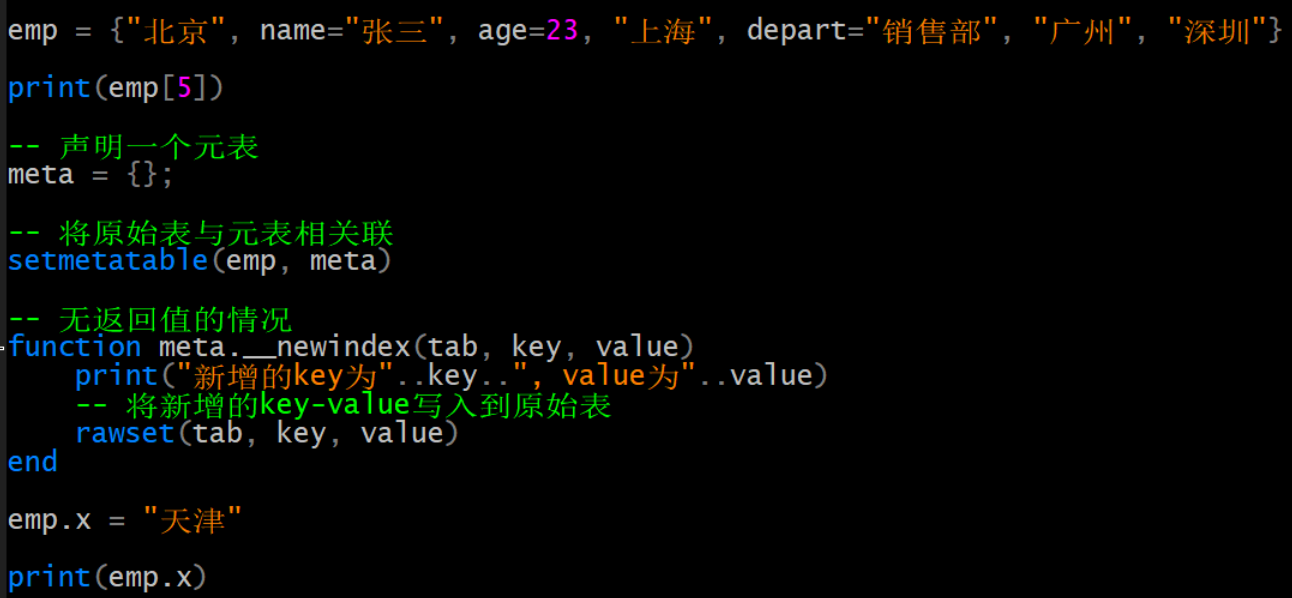 emp = {"北京", name="张三", age=23, "上海", depart="销售部", "广州", "深圳"}
print(emp[5])
-- 声明一个元表
meta = {};
-- 将原始表与元表相关联
setmetatable(emp, meta)
-- 无返回值的情况
function meta.__newindex(tab, key, value)
print("新增的key为"..key..", value为"..value)
-- 将新增的key-value写入到原始表
rawset(tab, key, value)
end
emp.x = "天津"
print(emp.x)